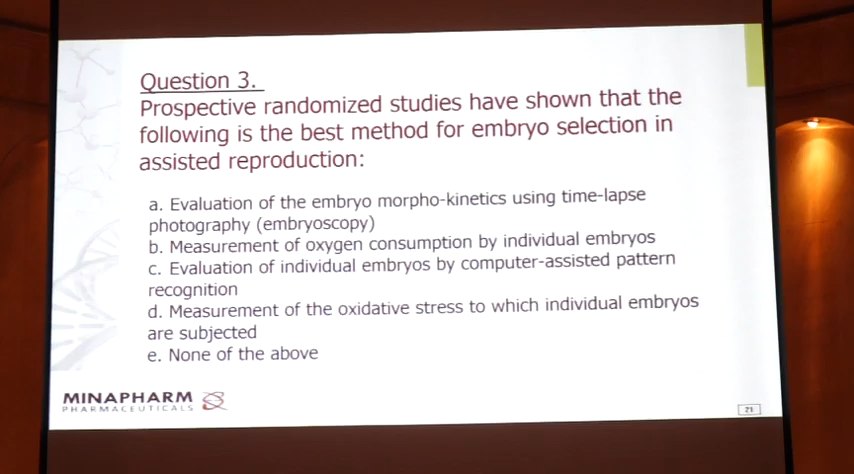 Question 3.
Prospective randomized studies have shown that the
following is the best method for embryo selection in
assisted reproduction:
a. Evaluation of the embryo morpho-kinetics using time-lapse
photography (embryoscopy)
b. Measurement of oxygen consumption by individual embryos
c. Evaluation of individual embryos by computer-assisted pattern
recognition
d. Measurement of the oxidative stress to which individual embryos
are subjected
e. None of the above
MINAPHARM
PHARMACEUTICALS
21